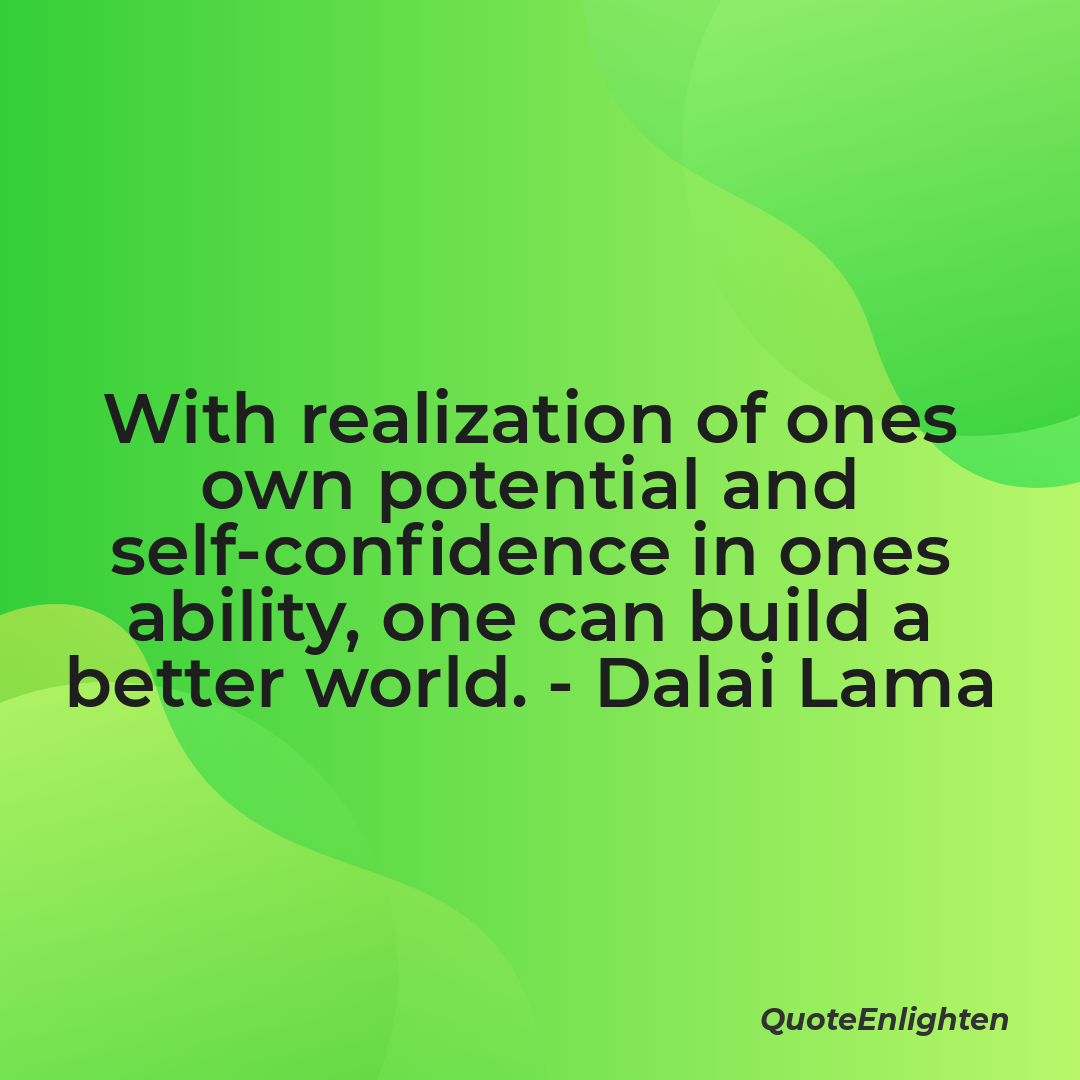 With realization of ones
own potential and
self-confidence in ones
ability, one can build a
better world. - Dalai Lama
QuoteEnlighten